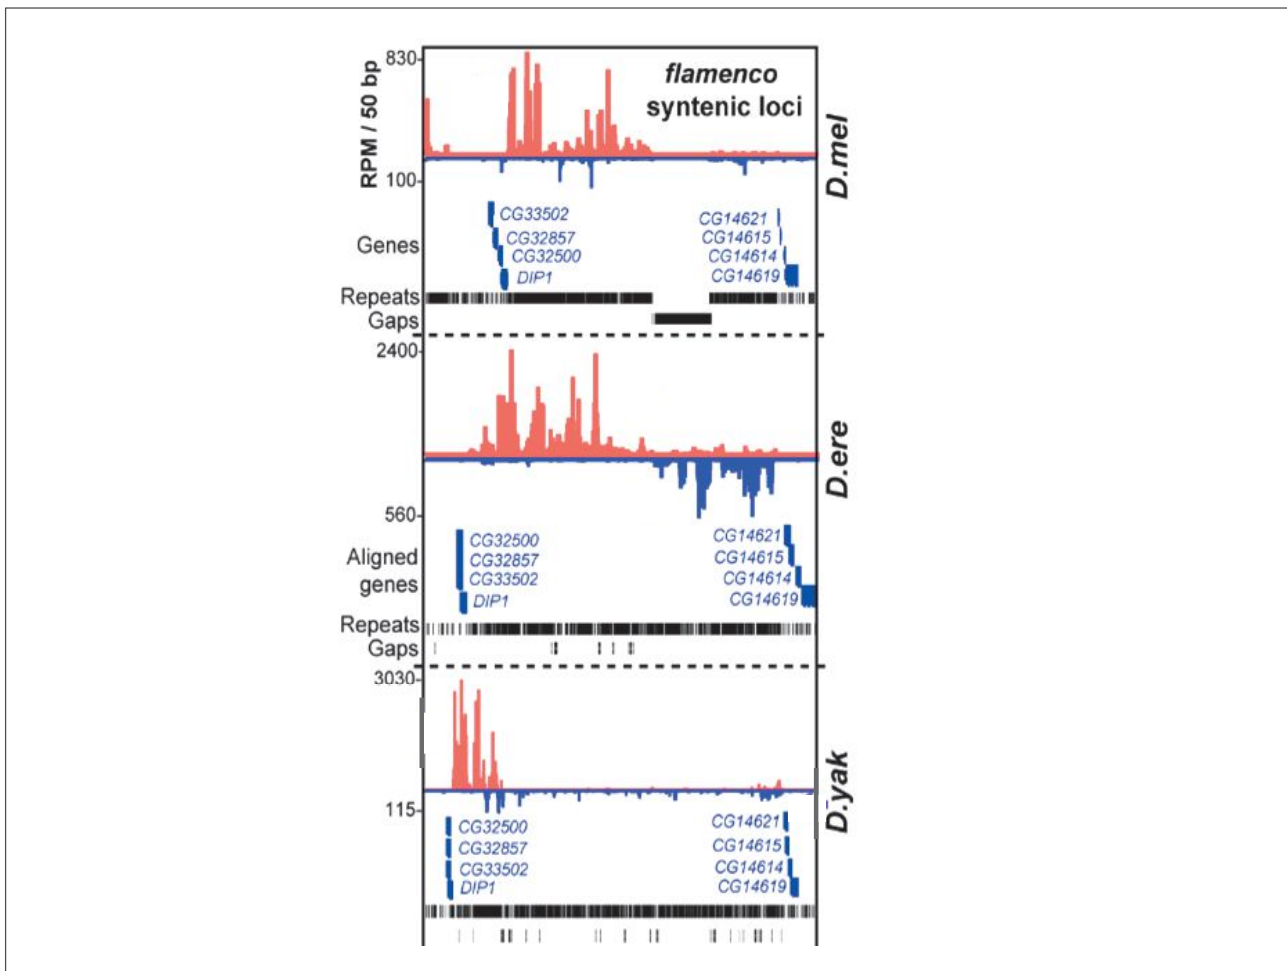 830
flamenco
syntenic loci
RPM / 50 bp
D.mel
100
CG33502
CG14621
CG32857
CG14615
Genes
CG32500
CG14614
DIP1
CG14619
Repeats
Gaps
2400
D.ere
560
CG32500
CG14621
Aligned
genes
CG32857
CG14615
CG33502
CG14614
DIP1
CG14619
Repeats
Gaps
3030
D.yak
115
CG32500
CG14621
CG32857
CG14615
CG33502
CG14614
DIP1
CG14619